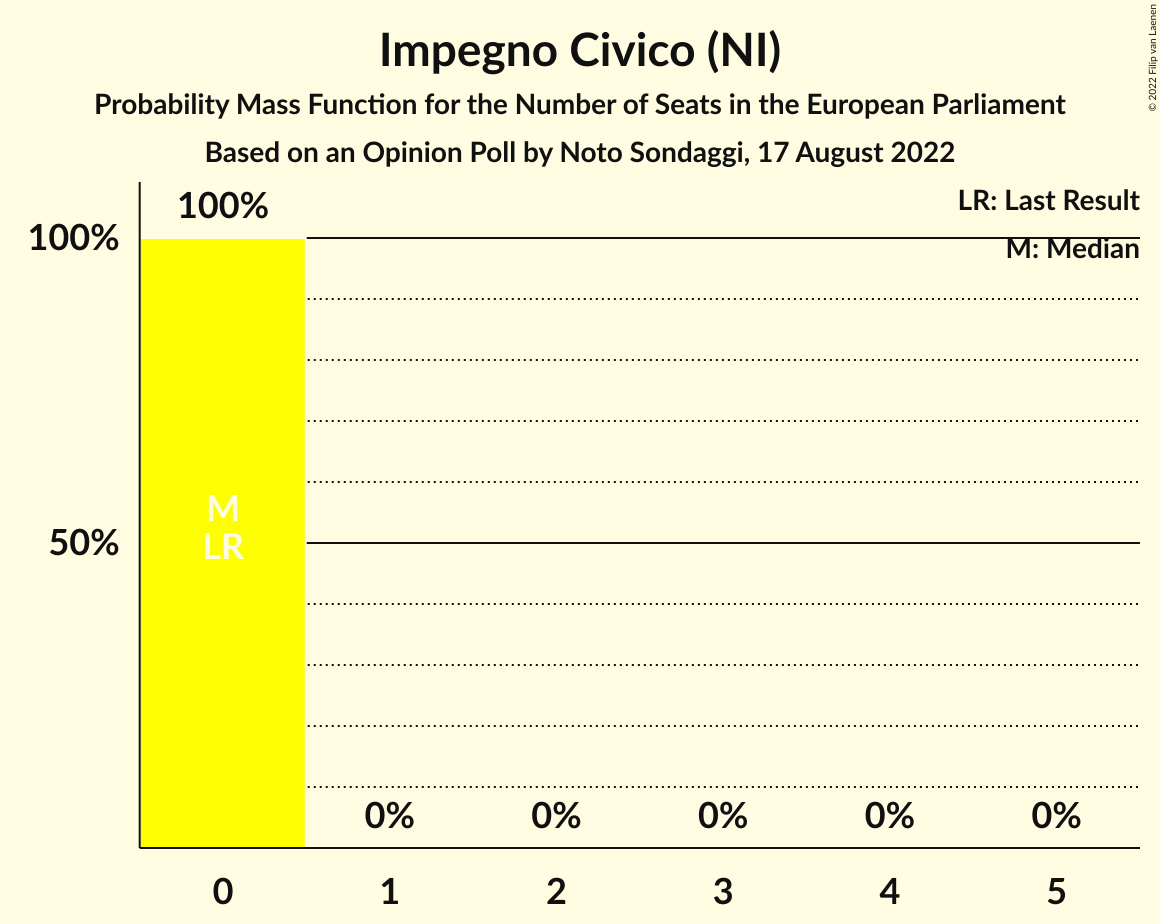 Impegno Civico (NI)
Probability Mass Function for the Number of Seats in the European Parliament
Based on an Opinion Poll by Noto Sondaggi, 17 August 2022
© 2022 Filip van Laenen
LR: Last Result
M: Median
100%
100%
50%
M
LR
0%
0%
0%
0%
0%
0
1
2
3
4
5